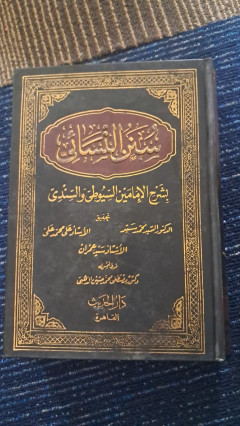 سنن النسائي
بشرح الإمامين السيوطي والسندي
تحقيق
الدكتور السيد محمد سيد الأستاذ علي محمد علي
الأستاذ سيد عمران
دار الحديث
القاهرة